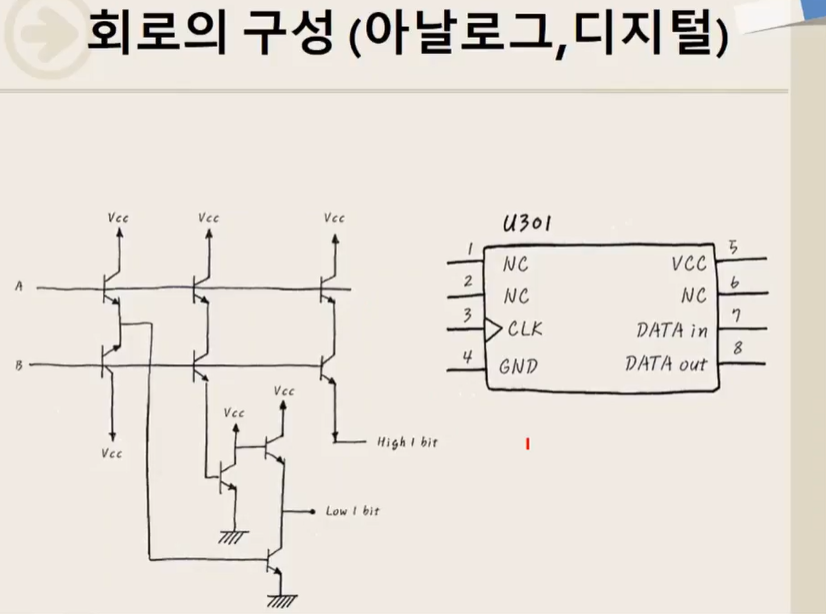 회로의 구성 (아날로그,디지털)
Vcc
Vcc
Vcc
A
B
Vcc
Vcc
Vcc
High 1 bit
Low 1 bit
U301
1 NC VCC 5
2 NC NC 6
3 CLK DATA in 7
4 GND DATA out 8